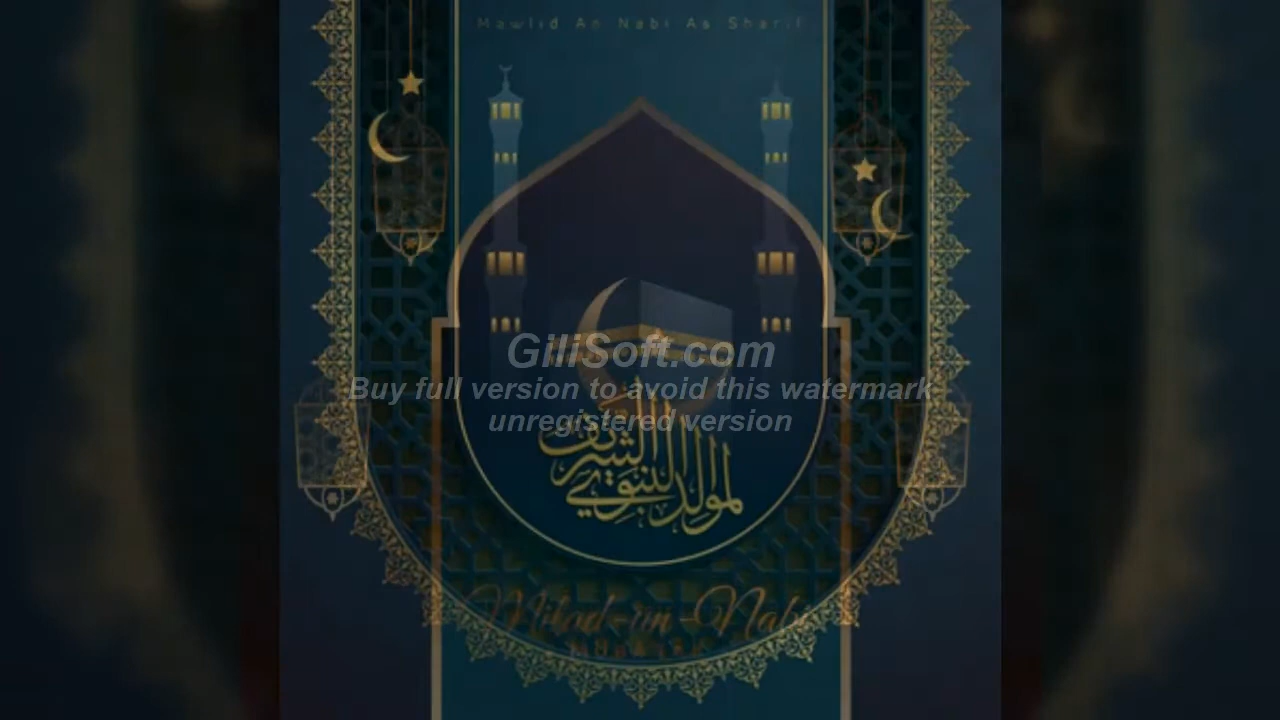 Mawlid An Nabi As Sharif
GiliSoft.com
Buy full version to avoid this watermark
unregistered version
المولد النبوي الشريف
Milad-un-Nabi
MUBARAK